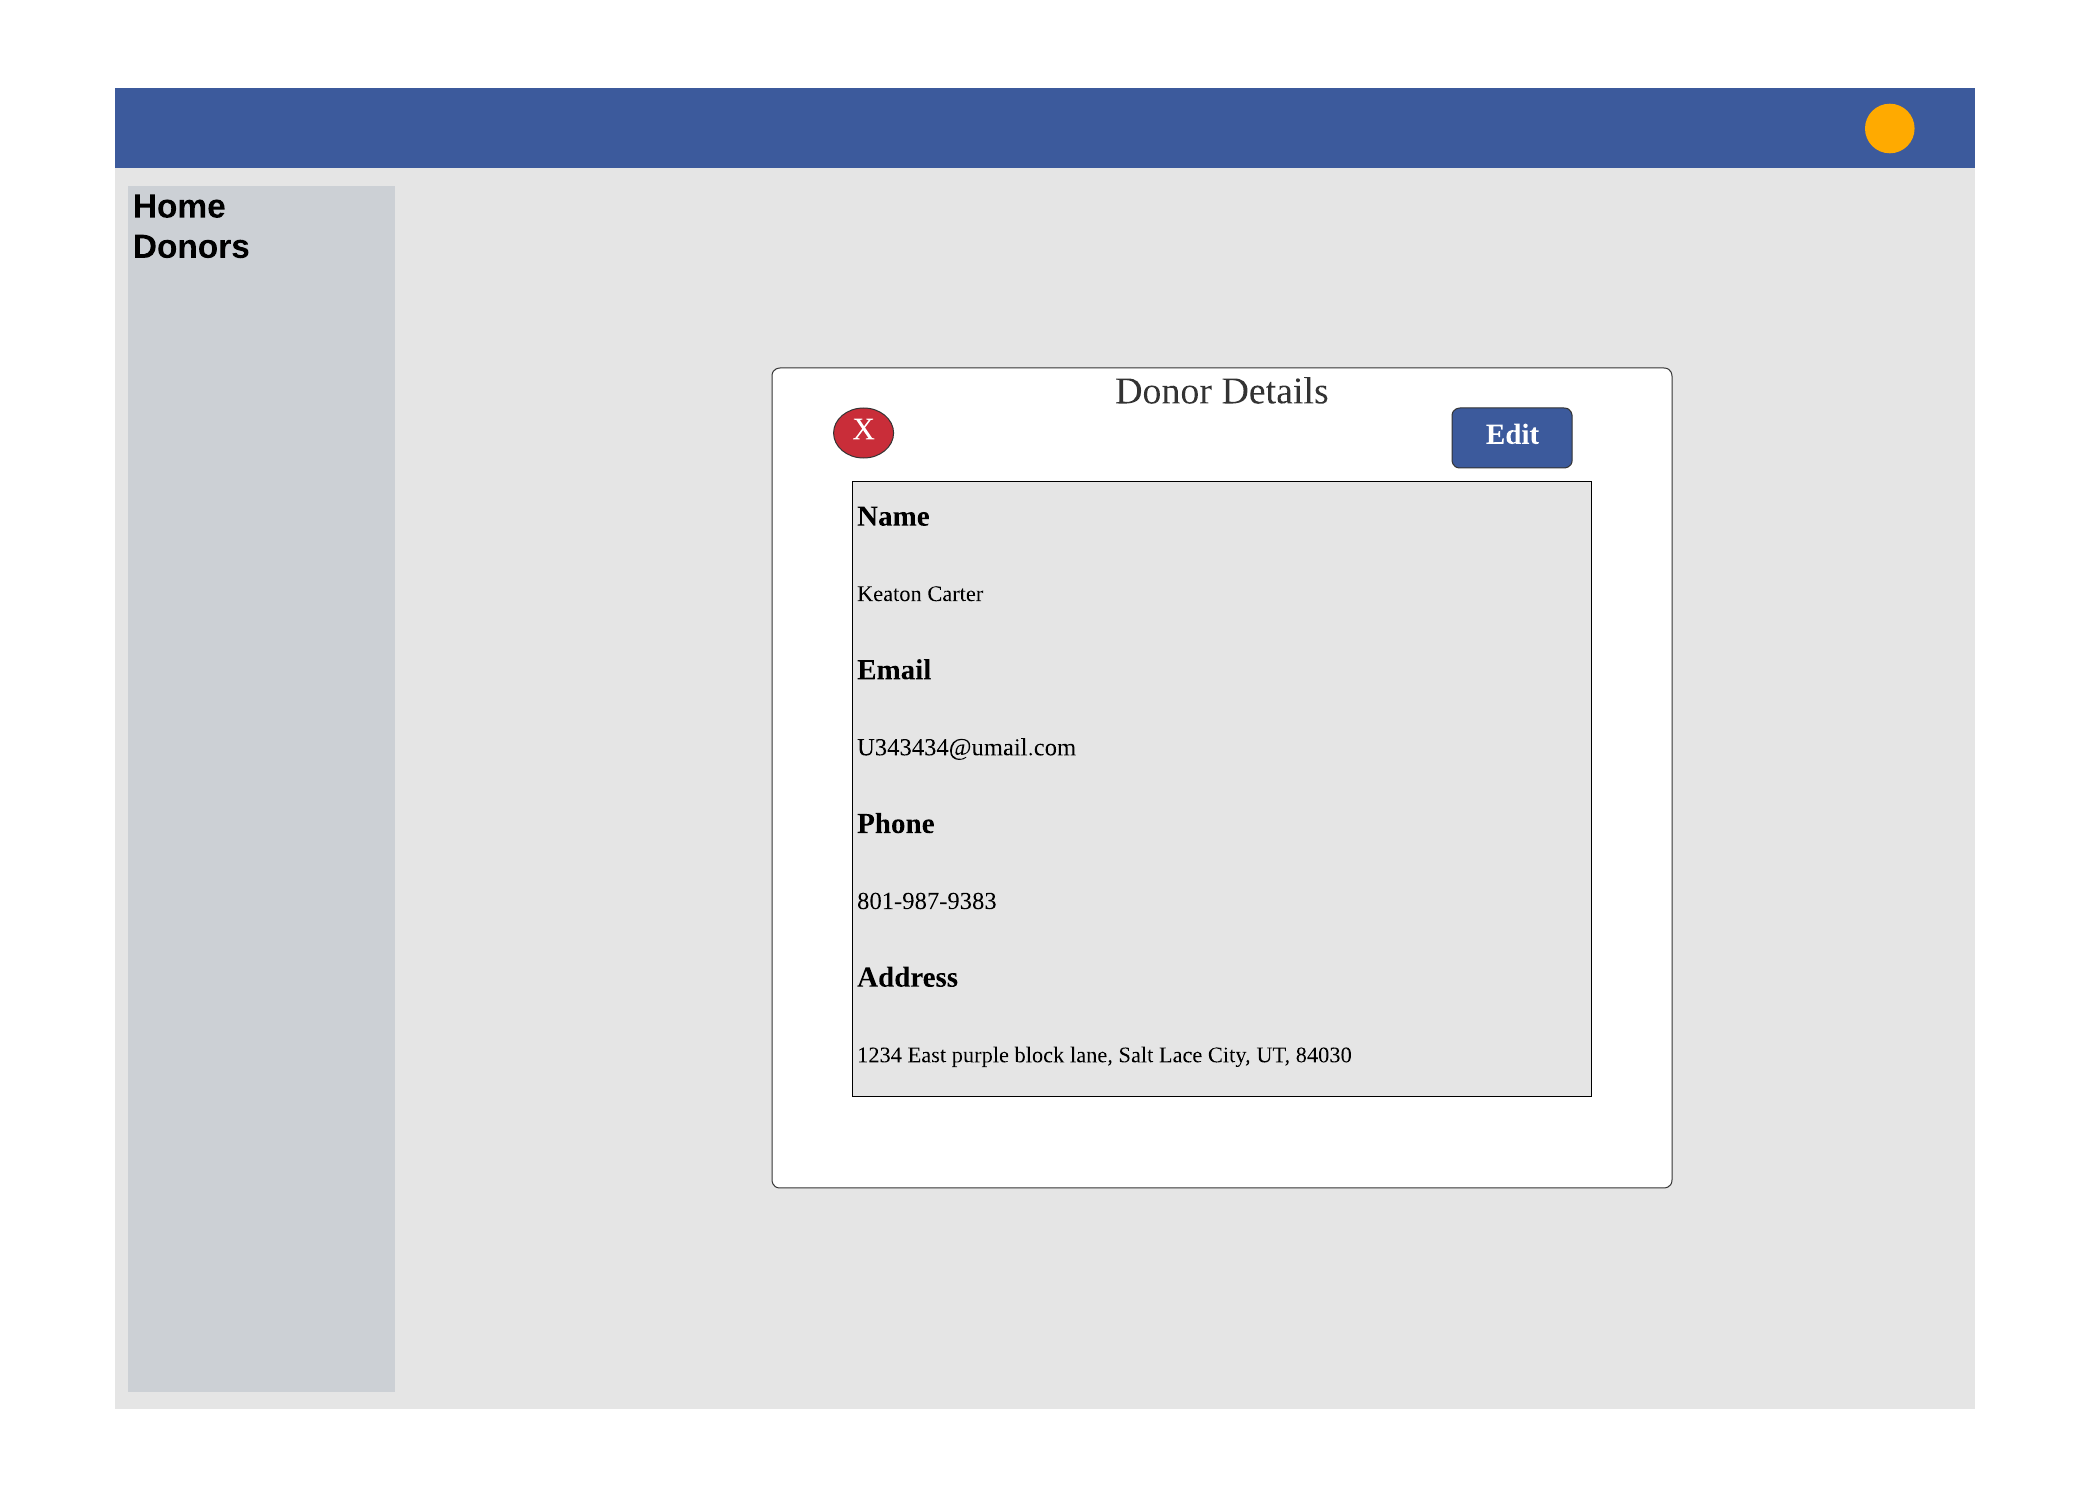 Home
Donors
Donor Details
X
Edit
Name
Keaton Carter
Email
U343434@umail.com
Phone
801-987-9383
Address
1234 East purple block lane, Salt Lace City, UT, 84030